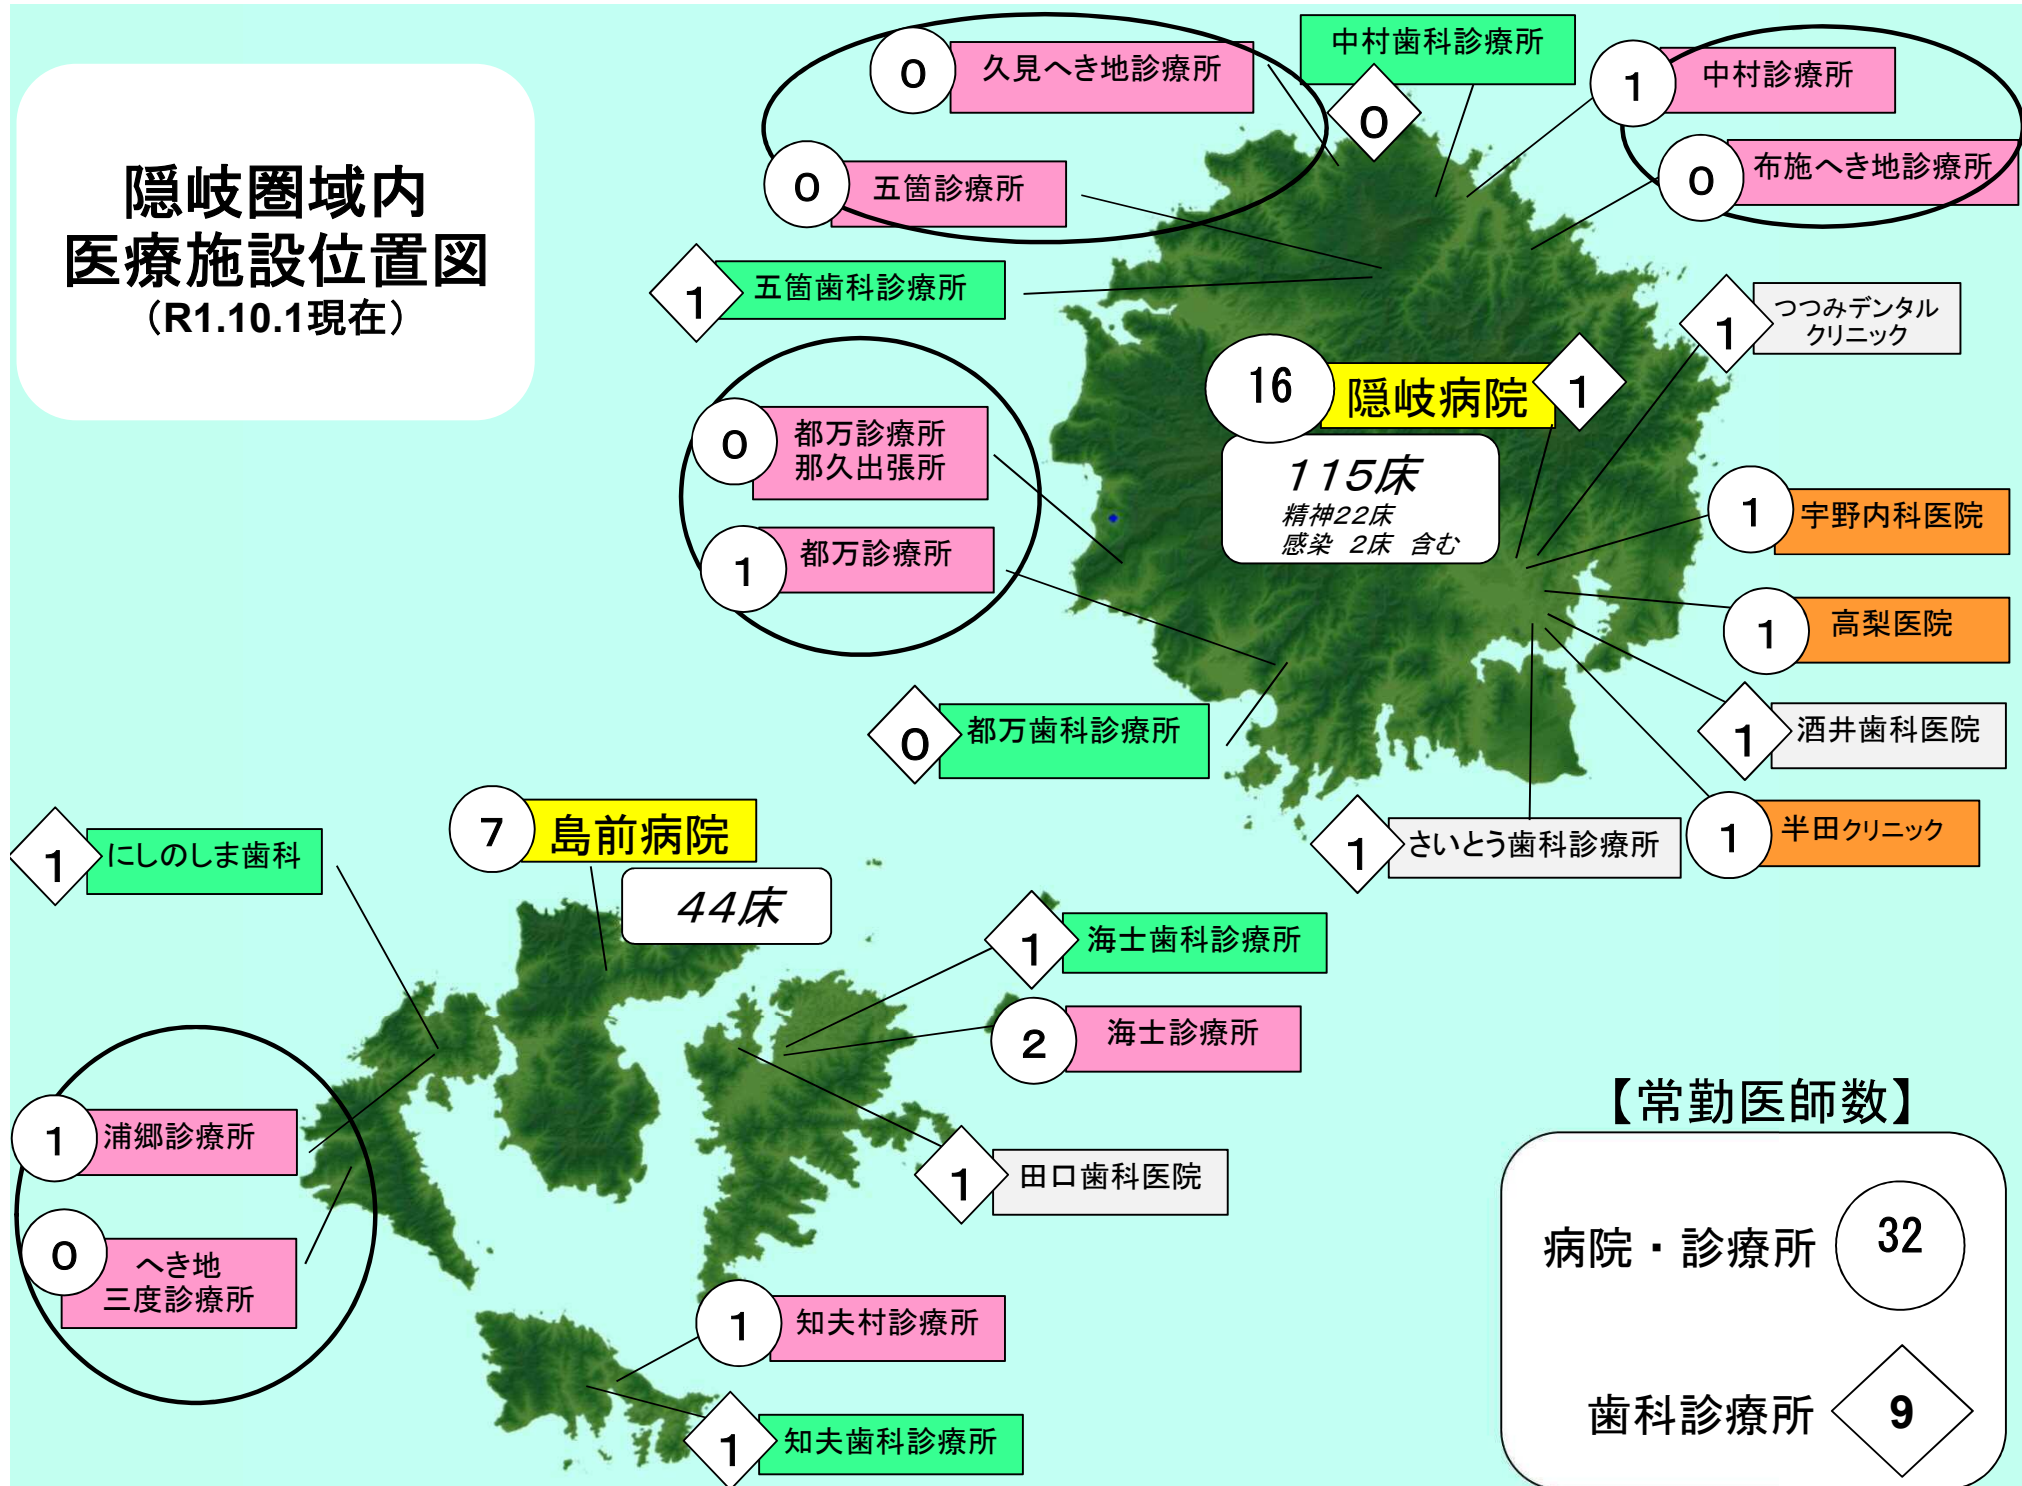 隠岐圏域内
医療施設位置図
（R1.10.1現在）
0
久見へき地診療所
中村歯科診療所
0
1
中村診療所
0
五箇診療所
0
布施へき地診療所
1
五箇歯科診療所
1
つつみデンタル
クリニック
16
隠岐病院
1
115床
精神22床
感染 2床 含む
0
都万診療所
那久出張所
1
都万診療所
1
宇野内科医院
1
高梨医院
0
都万歯科診療所
1
酒井歯科医院
1
さいとう歯科診療所
1
半田クリニック
1
にしのしま歯科
7
島前病院
44床
1
海士歯科診療所
2
海士診療所
1
浦郷診療所
1
田口歯科医院
0
へき地
三度診療所
1
知夫村診療所
1
知夫歯科診療所
【常勤医師数】
病院・診療所
32
歯科診療所
9